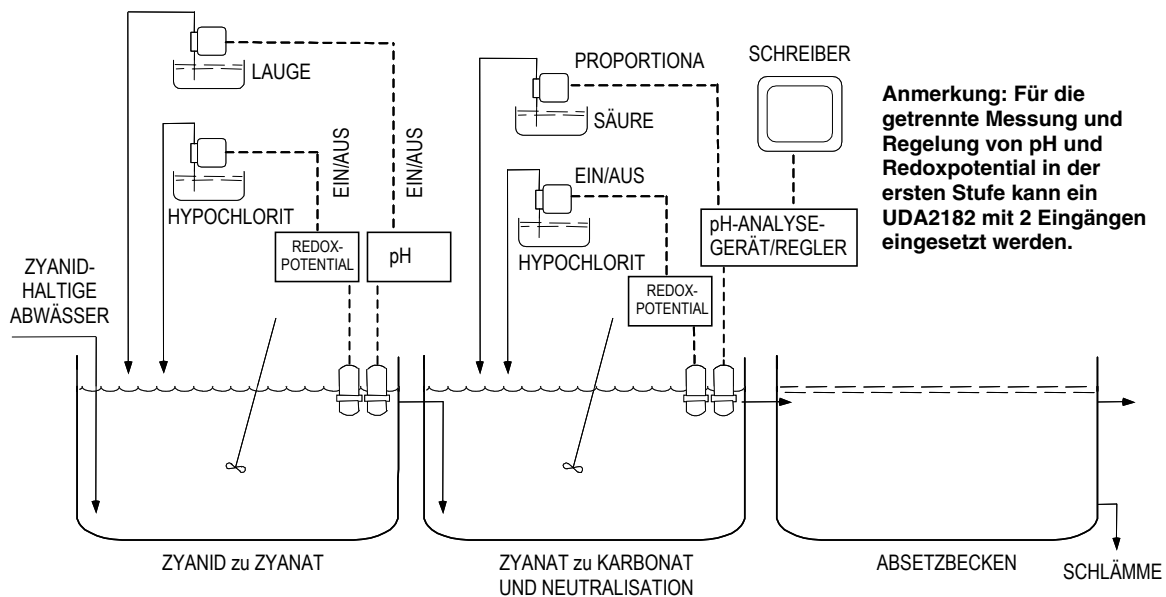 LAUGE
HYPOCHLORIT
EIN/AUS
EIN/AUS
REDOX-
POTENTIAL
pH
ZYANID-
HALTIGE
ABWÄSSER
PROPORTIONA
SÄURE
EIN/AUS
HYPOCHLORIT
REDOX-
POTENTIAL
SCHREIBER
pH-ANALYSE-
GERÄT/REGLER
Anmerkung: Für die
getrennte Messung und
Regelung von pH und
Redoxpotential in der
ersten Stufe kann ein
UDA2182 mit 2 Eingängen
eingesetzt werden.
ZYANID zu ZYANAT
ZYANAT zu KARBONAT
UND NEUTRALISATION
ABSETZBECKEN
SCHLÄMME